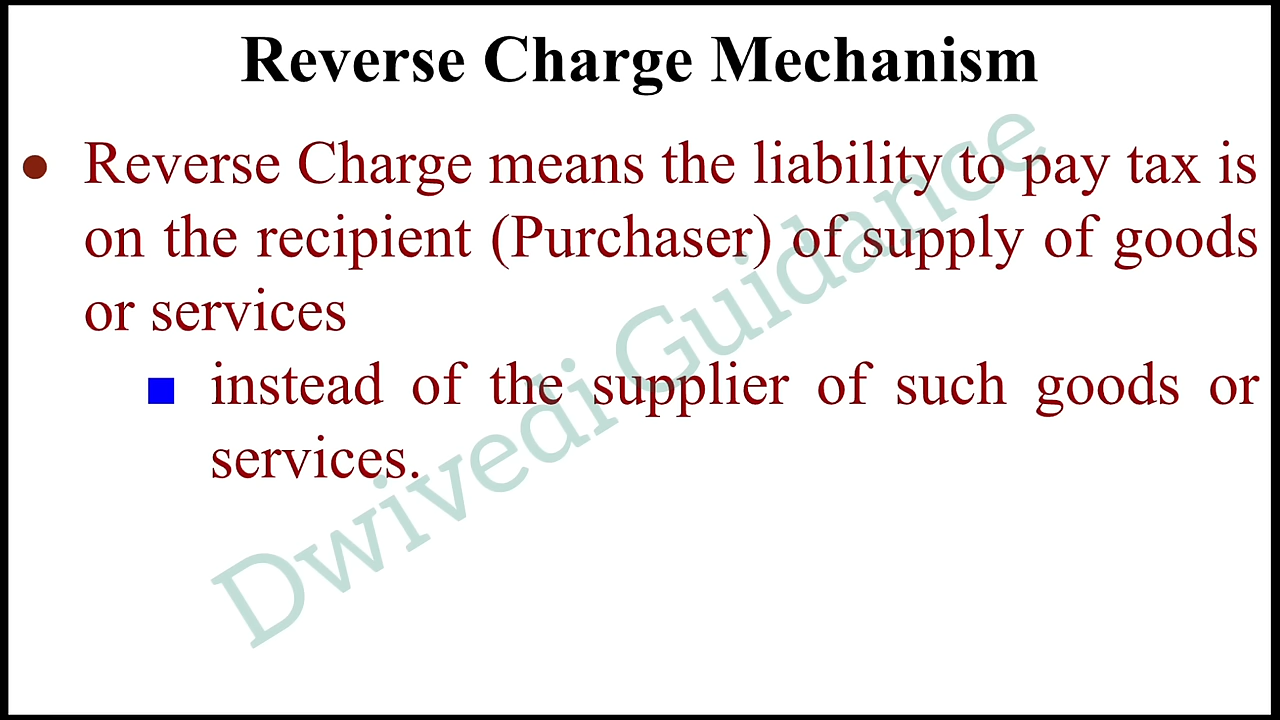 Reverse Charge Mechanism
● Reverse Charge means the liability to pay tax is
on the recipient (Purchaser) of supply of goods
or services
■ instead of the supplier of such goods or
services.
Dwivedi Guidance